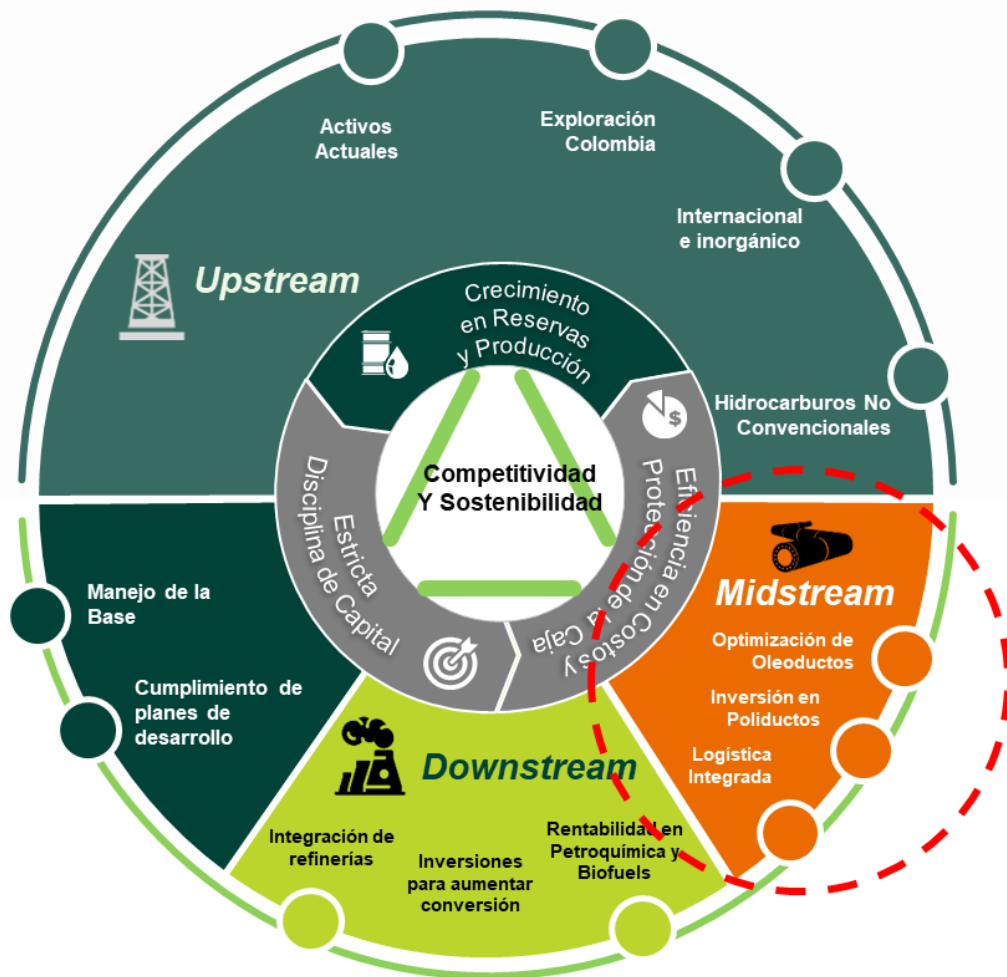 Activos
Actuales
Exploración
Colombia
Internacional
e inorgánico
Upstream
Hidrocarburos No
Convencionales
Crecimiento
en Reservas
y Producción
Eficiencia en Costos y
Protección de la Caja
Estricta
Disciplina de Capital
Competitividad
Y Sostenibilidad
$
Midstream
Optimización de
Oleoductos
Inversión en
Poliductos
Logística
Integrada
Manejo de la
Base
Cumplimiento de
planes de
desarrollo
Downstream
Integración de
refinerías
Inversiones
para aumentar
conversión
Rentabilidad en
Petroquímica y
Biofuels